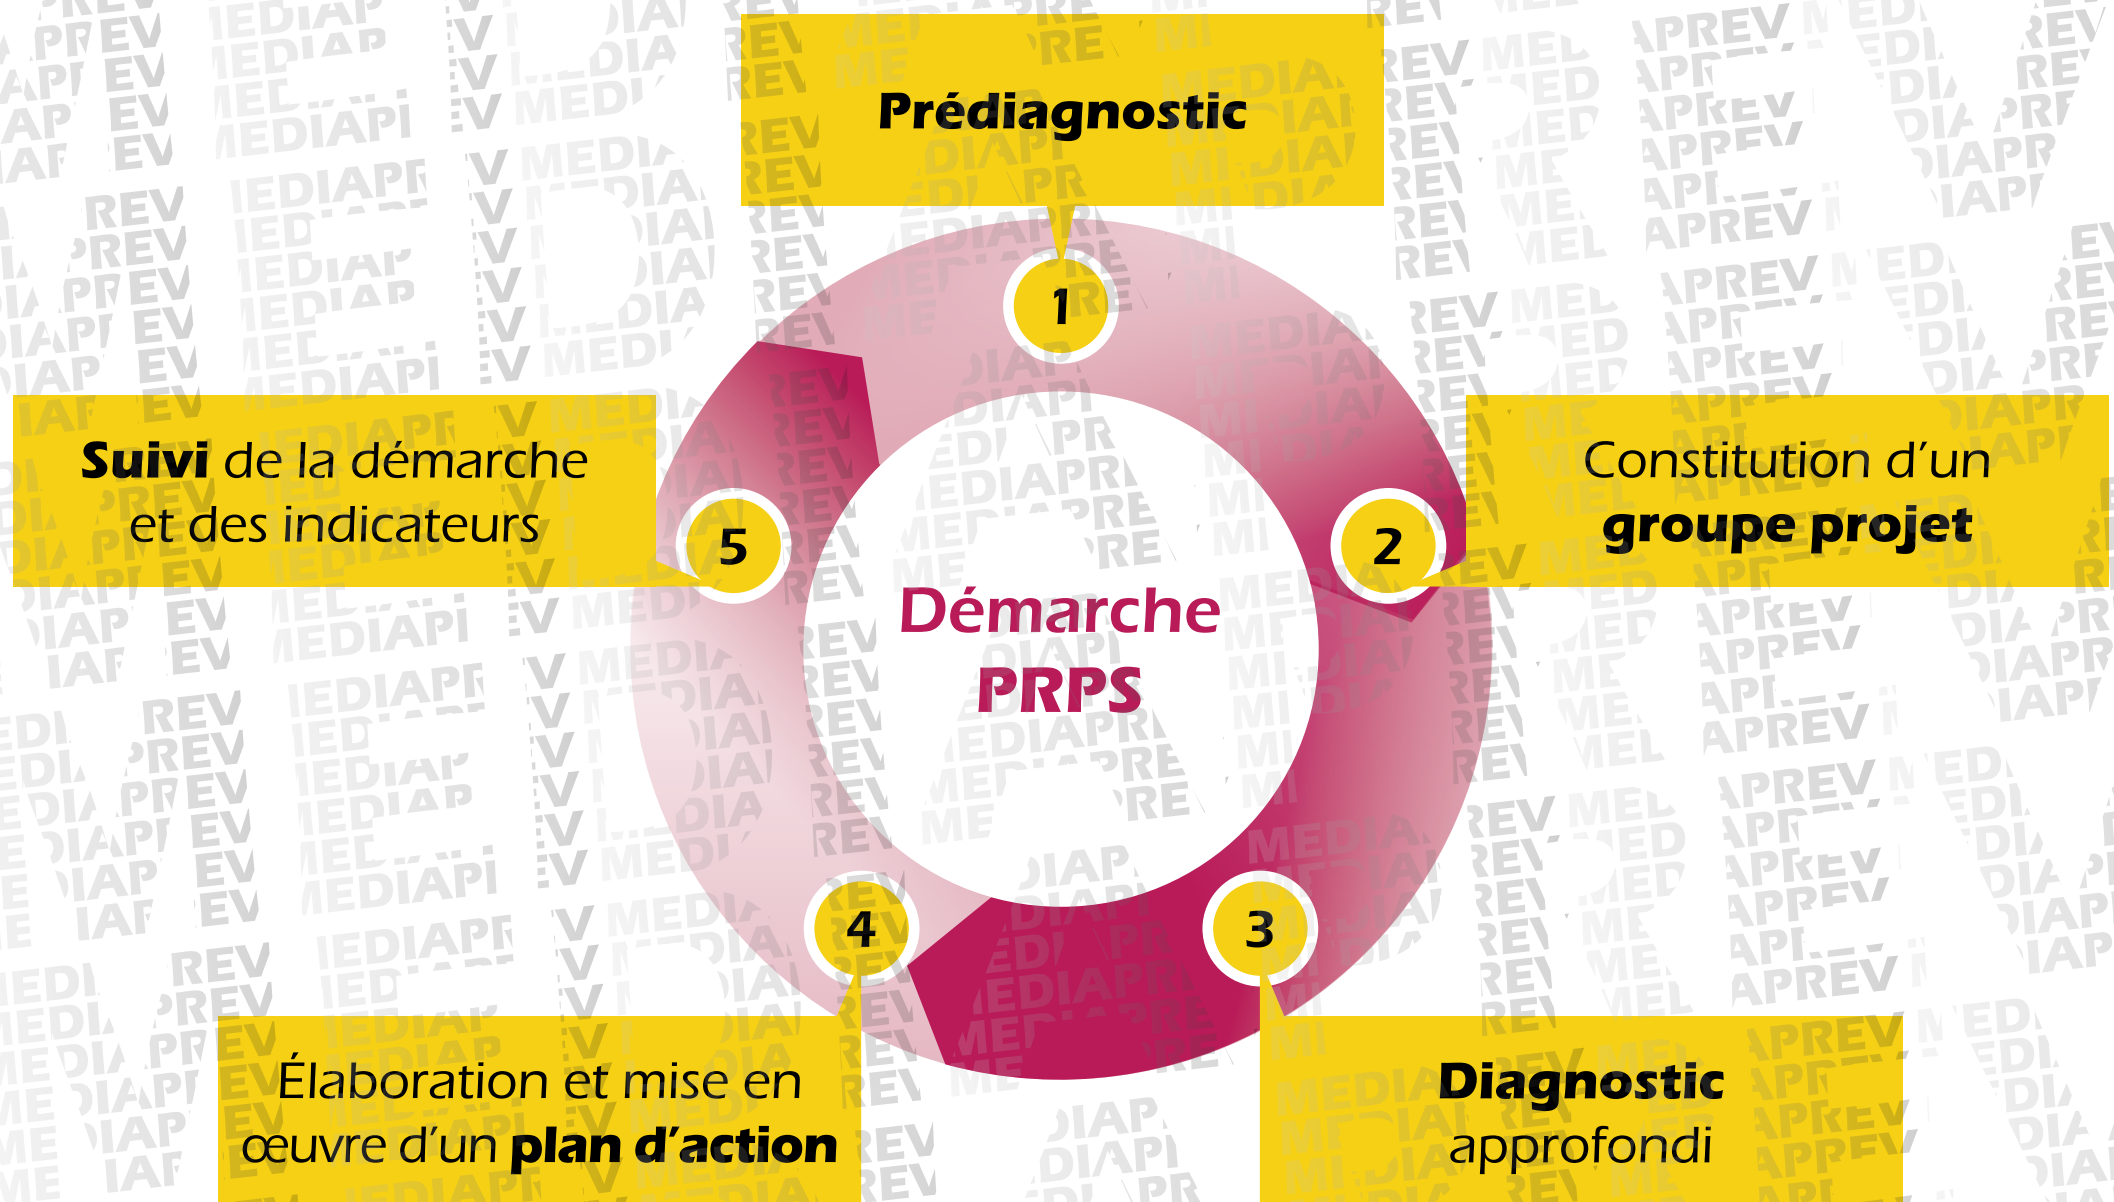 Prédiagnostic
1
Constitution d'un
groupe projet
2
Diagnostic
approfondi
3
Élaboration et mise en
œuvre d'un plan d'action
4
Suivi de la démarche
et des indicateurs
5
Démarche
PRPS